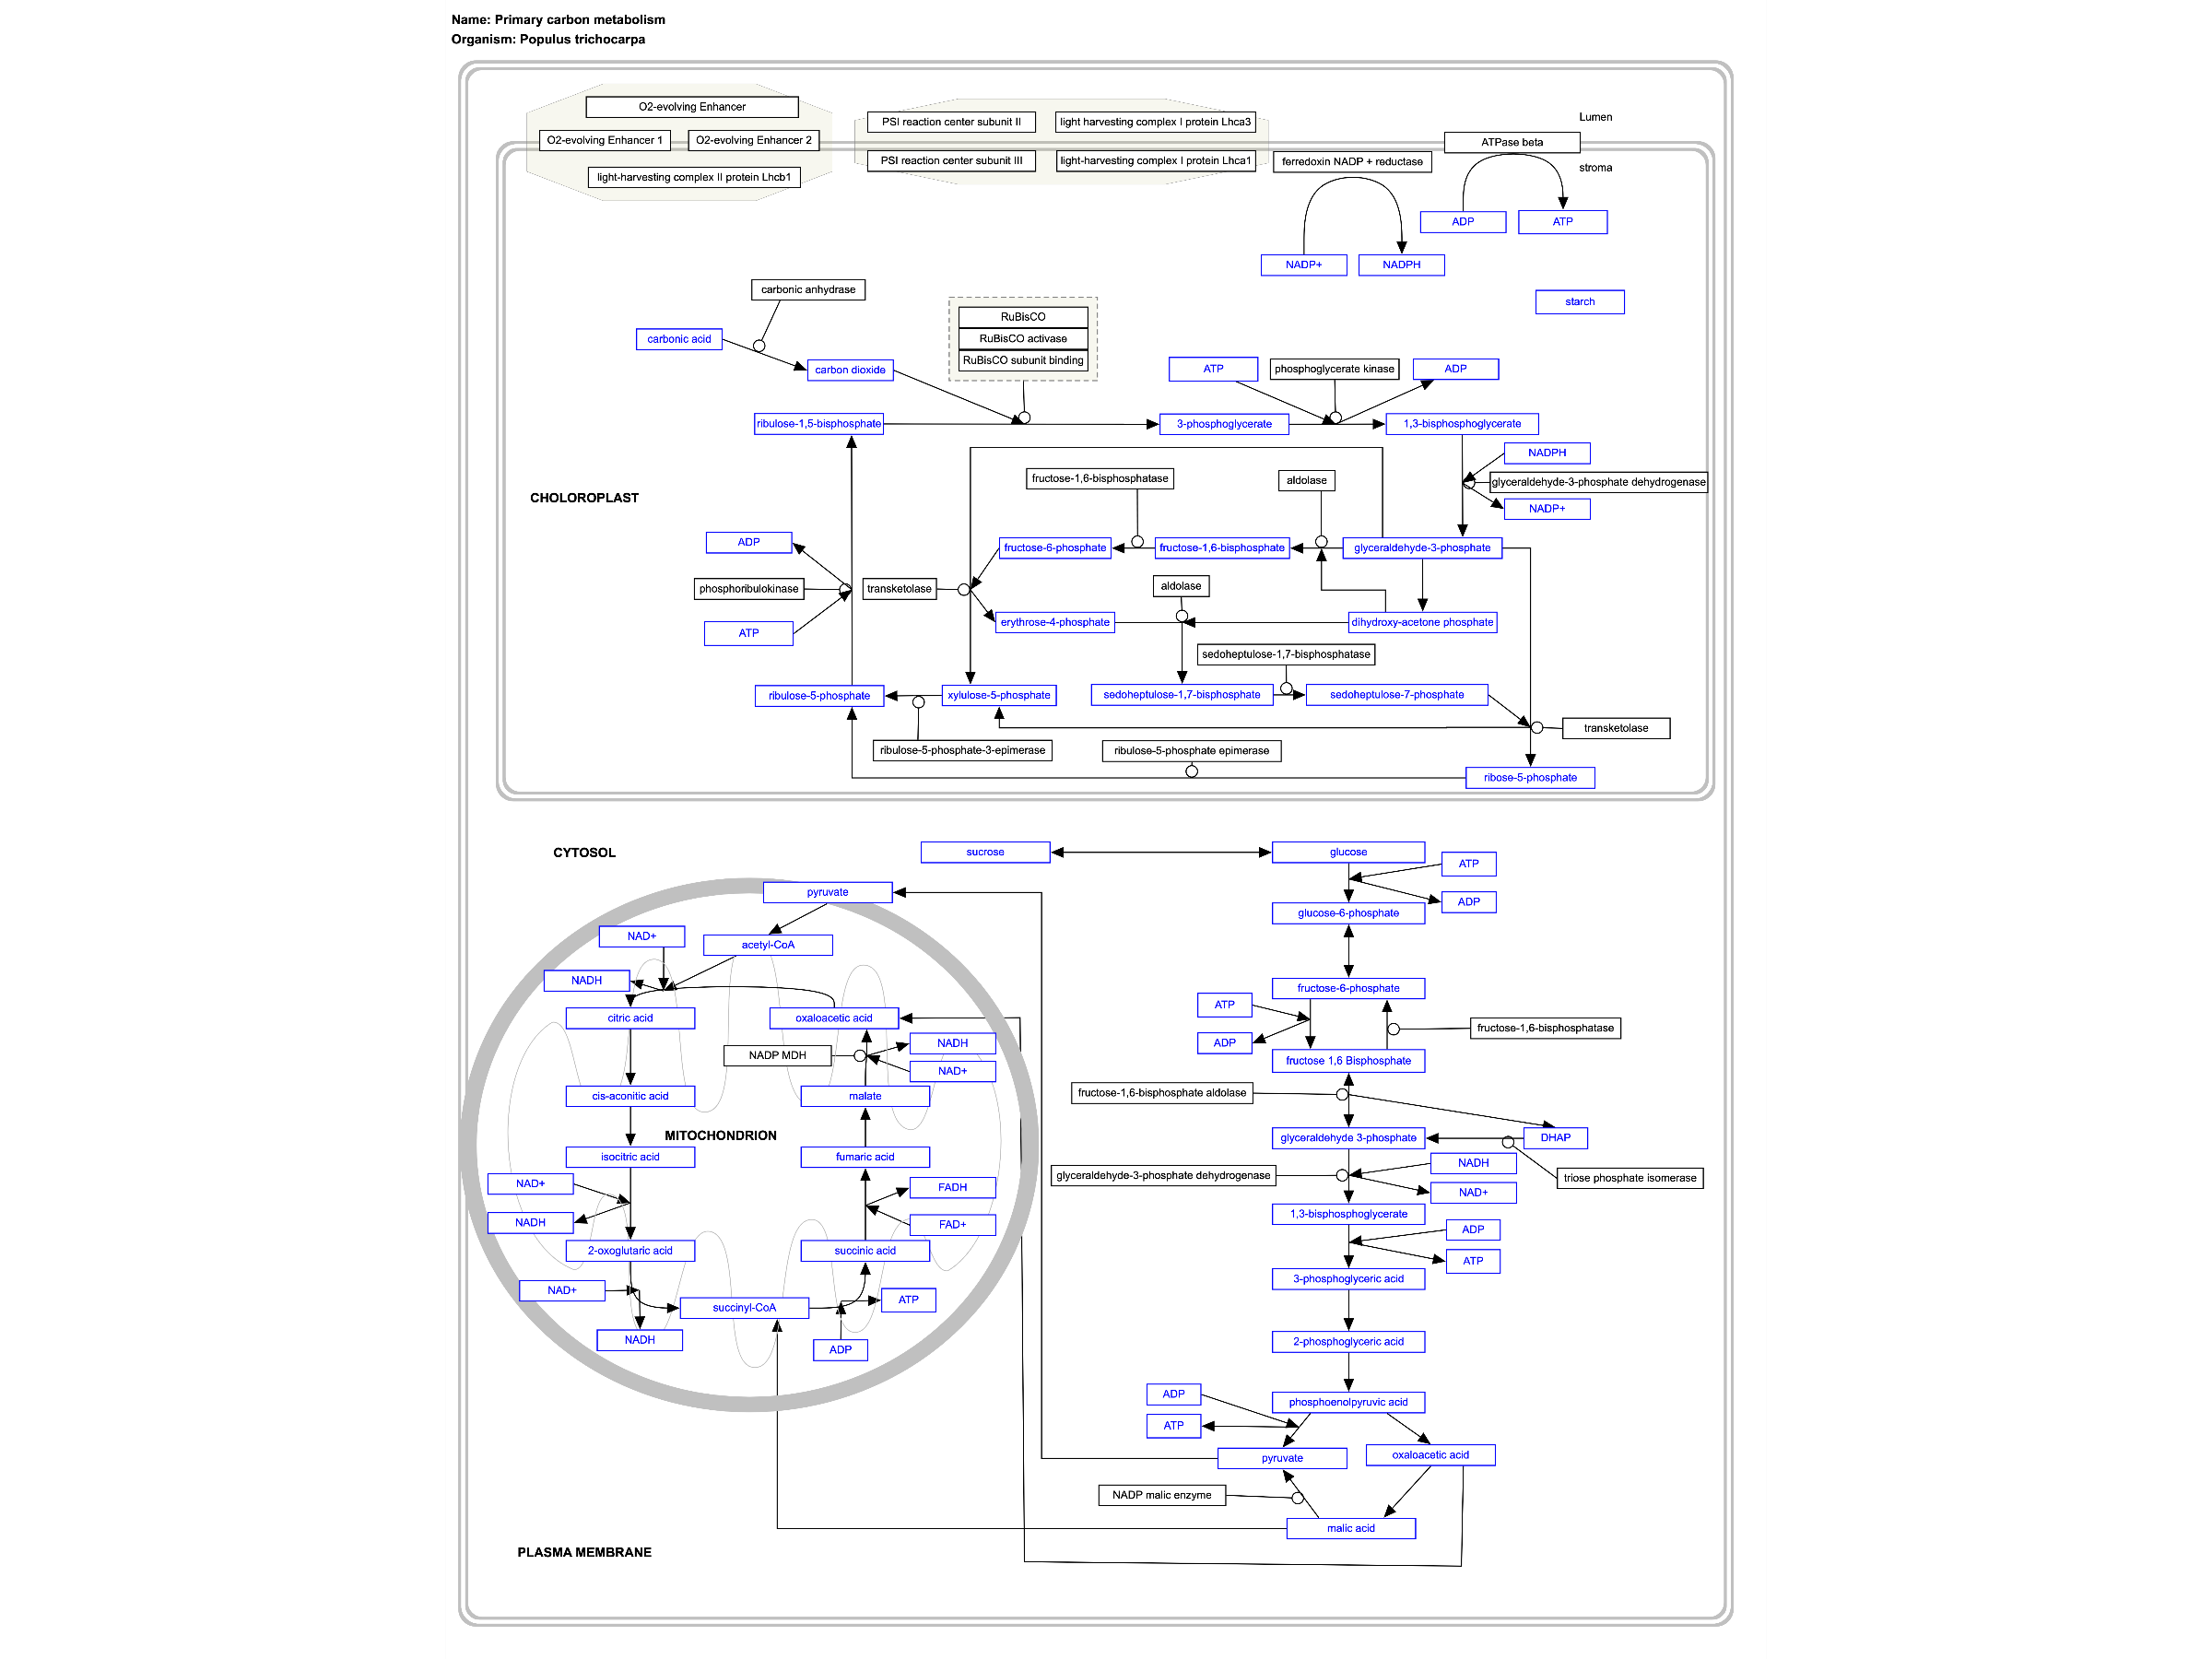 Name: Primary carbon metabolism
Organism: Populus trichocarpa
O2-evolving Enhancer
O2-evolving Enhancer 1
O2-evolving Enhancer 2
light-harvesting complex II protein Lhcb1
PSI reaction center subunit II
light harvesting complex I protein Lhca3
PSI reaction center subunit III
light-harvesting complex I protein Lhca1
Lumen
ATPase beta
ferredoxin NADP + reductase
stroma
ADP
ATP
NADP+
NADPH
carbonic anhydrase
starch
RuBisCO
RuBisCO activase
RuBisCO subunit binding
carbonic acid
carbon dioxide
ATP
phosphoglycerate kinase
ADP
ribulose-1,5-bisphosphate
3-phosphoglycerate
1,3-bisphosphoglycerate
NADPH
fructose-1,6-bisphosphatase
aldolase
glyceraldehyde-3-phosphate dehydrogenase
CHOLOROPLAST
NADP+
ADP
fructose-6-phosphate
fructose-1,6-bisphosphate
glyceraldehyde-3-phosphate
phosphoribulokinase
transketolase
aldolase
ATP
erythrose-4-phosphate
dihydroxy-acetone phosphate
sedoheptulose-1,7-bisphosphatase
ribulose-5-phosphate
xylulose-5-phosphate
sedoheptulose-1,7-bisphosphate
sedoheptulose-7-phosphate
transketolase
ribulose-5-phosphate-3-epimerase
ribulose-5-phosphate epimerase
ribose-5-phosphate
CYTOSOL
sucrose
glucose
ATP
pyruvate
ADP
glucose-6-phosphate
NAD+
acetyl-CoA
NADH
fructose-6-phosphate
citric acid
oxaloacetic acid
ATP
fructose-1,6-bisphosphatase
NADH
ADP
NADP MDH
fructose 1,6 Bisphosphate
NAD+
cis-aconitic acid
malate
fructose-1,6-bisphosphate aldolase
MITOCHONDRION
glyceraldehyde 3-phosphate
DHAP
isocitric acid
fumaric acid
NADH
glyceraldehyde-3-phosphate dehydrogenase
triose phosphate isomerase
NAD+
FADH
NAD+
1,3-bisphosphoglycerate
NADH
FAD+
ADP
2-oxoglutaric acid
succinic acid
ATP
3-phosphoglyceric acid
NAD+
ATP
succinyl-CoA
NADH
ADP
2-phosphoglyceric acid
ADP
phosphoenolpyruvic acid
ATP
pyruvate
oxaloacetic acid
NADP malic enzyme
malic acid
PLASMA MEMBRANE